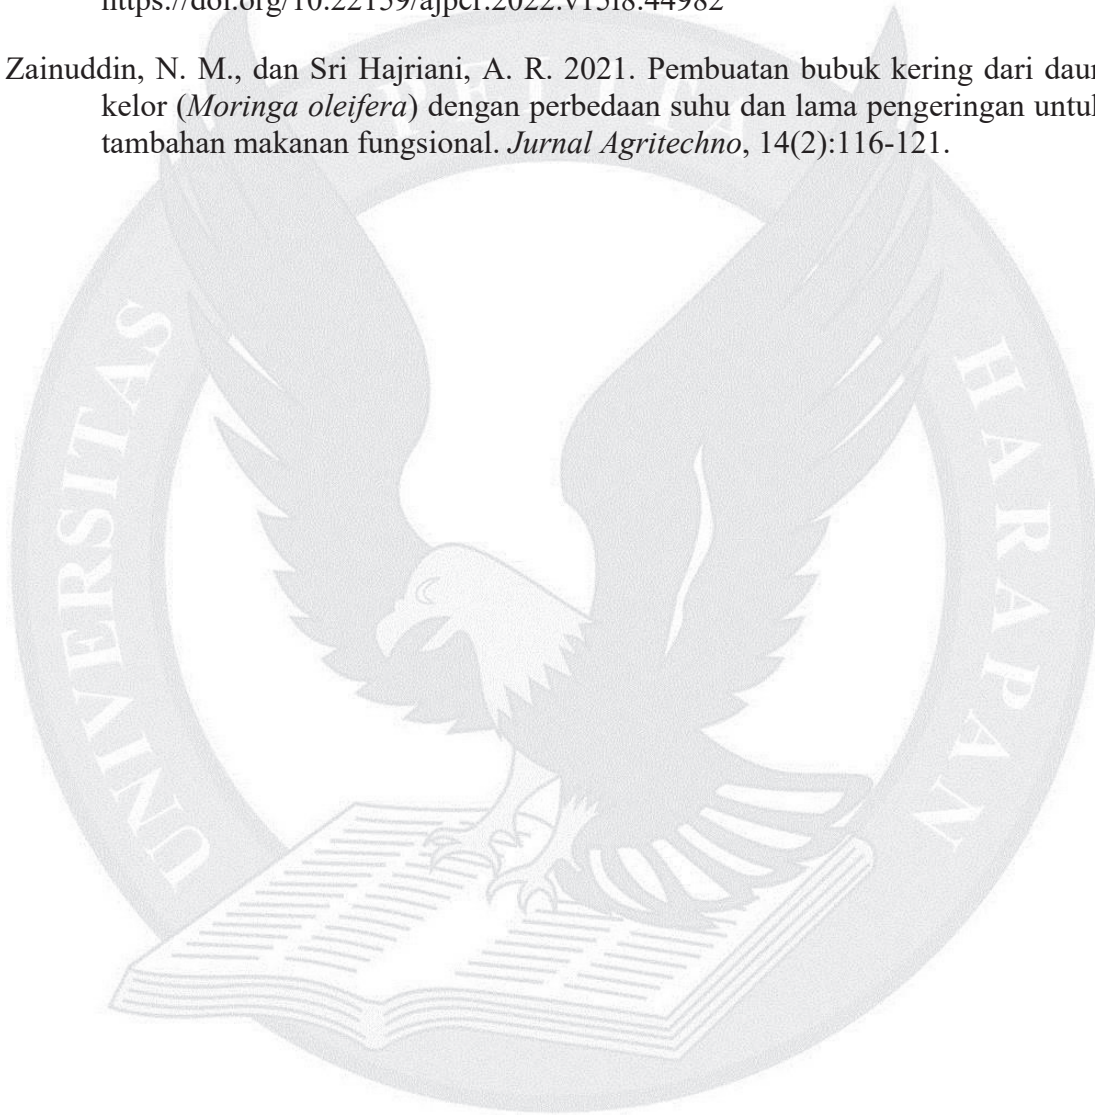 https://doi.org/10.22159/ajpcr.2022.v15i8.44982
Zainuddin, N. M., dan Sri Hajriani, A. R. 2021. Pembuatan bubuk kering dari daun
kelor (Moringa oleifera) dengan perbedaan suhu dan lama pengeringan untuk
tambahan makanan fungsional. Jurnal Agritechno, 14(2):116-121.
PELITA
UNIVERSITAS
HARAPAN